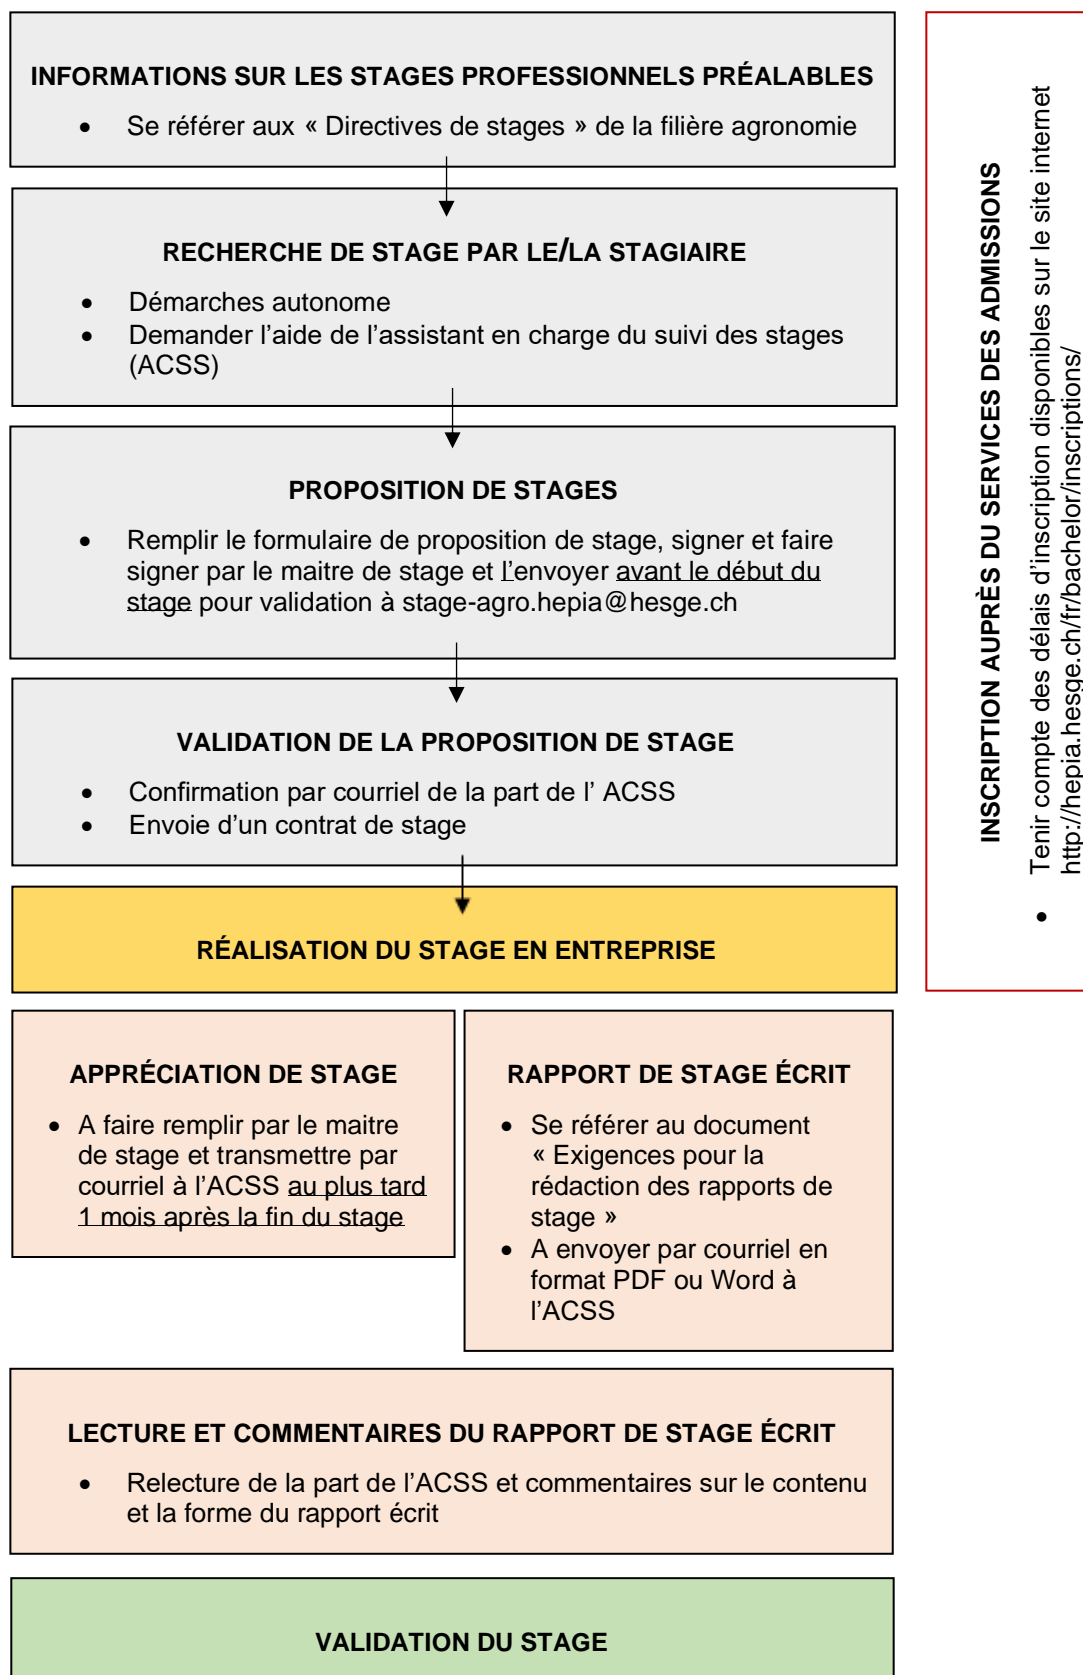 INFORMATIONS SUR LES STAGES PROFESSIONNELS PRÉALABLES
• Se référer aux « Directives de stages » de la filière agronomie
RECHERCHE DE STAGE PAR LE/LA STAGIAIRE
• Démarches autonome
• Demander l’aide de l’assistant en charge du suivi des stages
(ACSS)
PROPOSITION DE STAGES
• Remplir le formulaire de proposition de stage, signer et faire
signer par le maitre de stage et l’envoyer avant le début du
stage pour validation à stage-agro.hepia@hesge.ch
VALIDATION DE LA PROPOSITION DE STAGE
• Confirmation par courriel de la part de l’ ACSS
• Envoie d’un contrat de stage
RÉALISATION DU STAGE EN ENTREPRISE
APPRÉCIATION DE STAGE
• A faire remplir par le maitre
de stage et transmettre par
courriel à l’ACSS au plus tard
1 mois après la fin du stage
RAPPORT DE STAGE ÉCRIT
• Se référer au document
« Exigences pour la
rédaction des rapports de
stage »
• A envoyer par courriel en
format PDF ou Word à
l’ACSS
LECTURE ET COMMENTAIRES DU RAPPORT DE STAGE ÉCRIT
• Relecture de la part de l’ACSS et commentaires sur le contenu
et la forme du rapport écrit
VALIDATION DU STAGE
INSCRIPTION AUPRÈS DU SERVICES DES ADMISSIONS
• Tenir compte des délais d’inscription disponibles sur le site internet
http://hepia.hesge.ch/fr/bachelor/inscriptions/